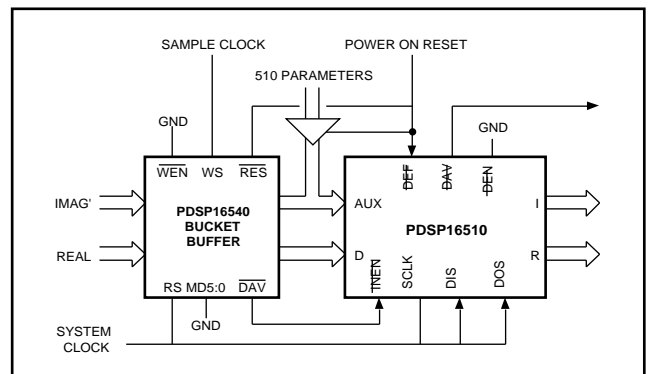 SAMPLE CLOCK
POWER ON RESET
510 PARAMETERS
GND
GND
WEN WS RES
DEF DAV DEN
IMAG'
PDSP16540
BUCKET
BUFFER
AUX
I
PDSP16510
REAL
D
R
INEN SCLK DIS DOS
RS MD5:0 DAV
GND
SYSTEM
CLOCK